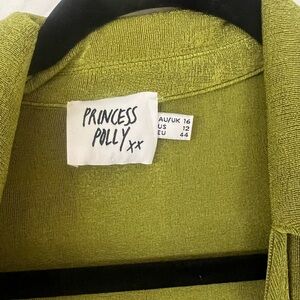 PRINCESS
POLLY xx
AU/UK 16
US 12
EU 44